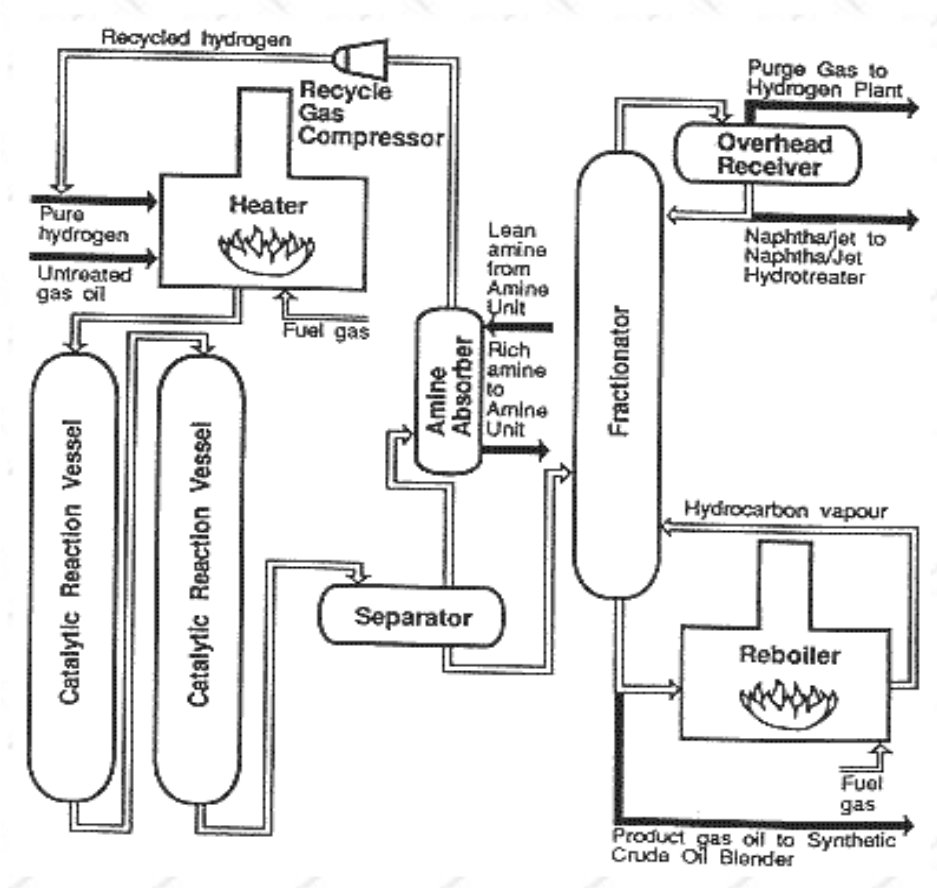 Recycled hydrogen
Recycle
Gas
Compressor
Heater
Pure
hydrogen
Untreated
gas oil
Fuel gas
Catalytic Reaction Vessel
Catalytic Reaction Vessel
Separator
Amine
Absorber
Lean
amine
from
Amine
Unit
Rich
amine
to
Amine
Unit
Fractionator
Purge Gas to
Hydrogen Plant
Overhead
Receiver
Naphtha/jet to
Naphtha/Jet
Hydrotreater
Hydrocarbon vapour
Reboiler
Fuel
gas
Product gas oil to Synthetic
Crude Oil Blender